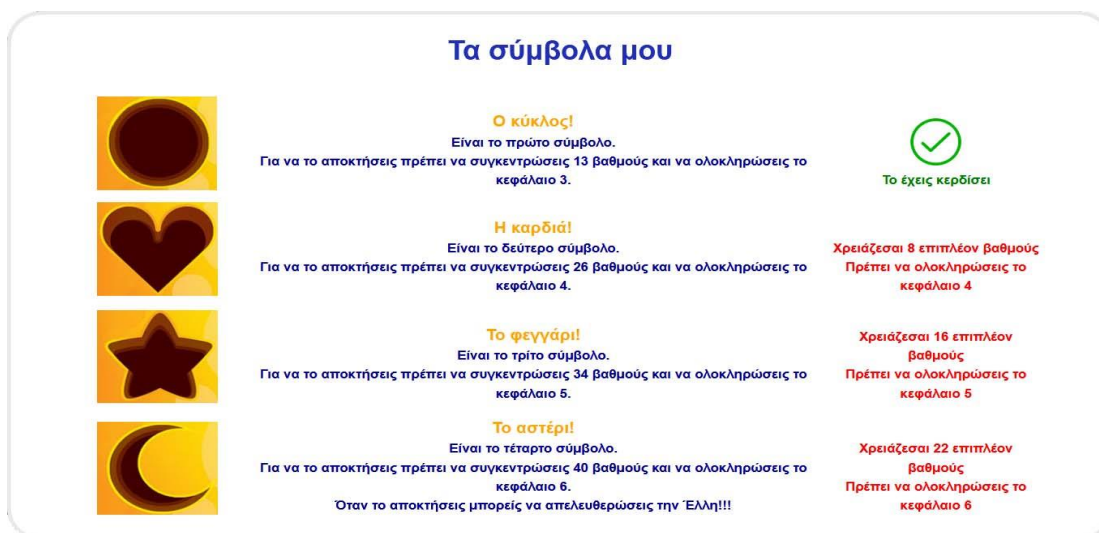 Τα σύμβολα μου
Ο κύκλος!
Είναι το πρώτο σύμβολο.
Για να το αποκτήσεις πρέπει να συγκεντρώσεις 13 βαθμούς και να ολοκληρώσεις το
κεφάλαιο 3.
Το έχεις κερδίσει
Η καρδιά!
Είναι το δεύτερο σύμβολο.
Για να το αποκτήσεις πρέπει να συγκεντρώσεις 26 βαθμούς και να ολοκληρώσεις το
κεφάλαιο 4.
Χρειάζεσαι 8 επιπλέον βαθμούς
Πρέπει να ολοκληρώσεις το
κεφάλαιο 4
Το φεγγάρι!
Είναι το τρίτο σύμβολο.
Για να το αποκτήσεις πρέπει να συγκεντρώσεις 34 βαθμούς και να ολοκληρώσεις το
κεφάλαιο 5.
Χρειάζεσαι 16 επιπλέον
βαθμούς
Πρέπει να ολοκληρώσεις το
κεφάλαιο 5
Το αστέρι!
Είναι το τέταρτο σύμβολο.
Για να το αποκτήσεις πρέπει να συγκεντρώσεις 40 βαθμούς και να ολοκληρώσεις το
κεφάλαιο 6.
Όταν το αποκτήσεις μπορείς να απελευθερώσεις την Έλλη!!!
Χρειάζεσαι 22 επιπλέον
βαθμούς
Πρέπει να ολοκληρώσεις το
κεφάλαιο 6